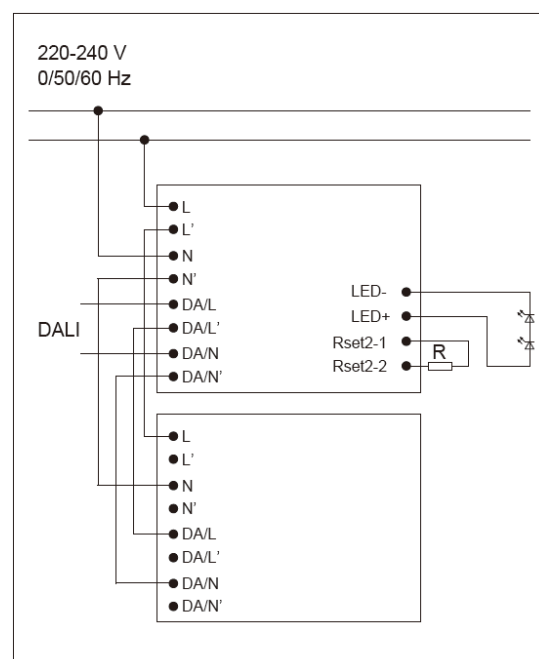 220-240 V
0/50/60 Hz
L
L'
N
N'
DA/L
DALI
DA/L'
DA/N
DA/N'
LED-
LED+
Rset2-1
R
Rset2-2
L
L'
N
N'
DA/L
DA/L'
DA/N
DA/N'